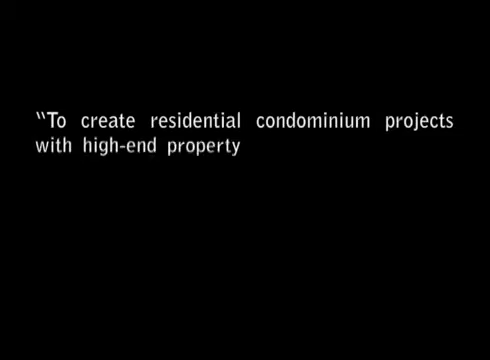 “To create residential condominium projects
with high-end property